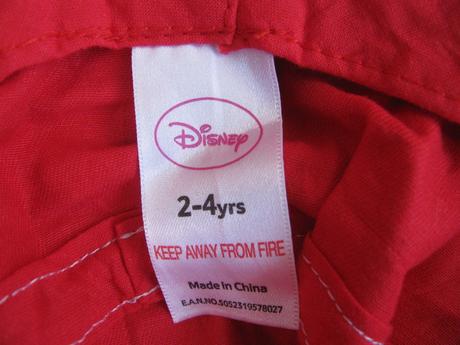 Disney
2-4yrs
KEEP AWAY FROM FIRE
Made in China
E.A.N.NO.5052319578027